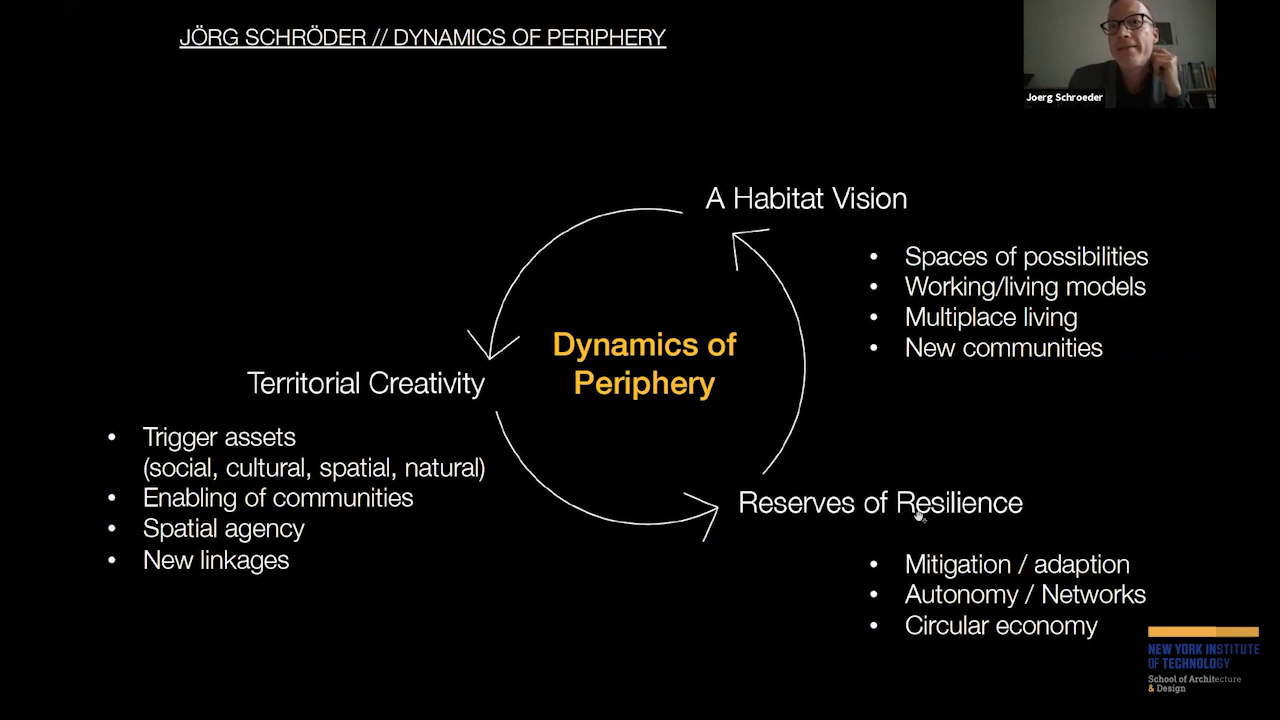 JÖRG SCHRÖDER // DYNAMICS OF PERIPHERY
Joerg Schroeder
A Habitat Vision
• Spaces of possibilities
• Working/living models
• Multiplace living
• New communities
Dynamics of
Periphery
Territorial Creativity
• Trigger assets
(social, cultural, spatial, natural)
• Enabling of communities
• Spatial agency
• New linkages
Reserves of Resilience
• Mitigation / adaption
• Autonomy / Networks
• Circular economy
NEW YORK INSTITUTE
OF TECHNOLOGY
School of Architecture
& Design